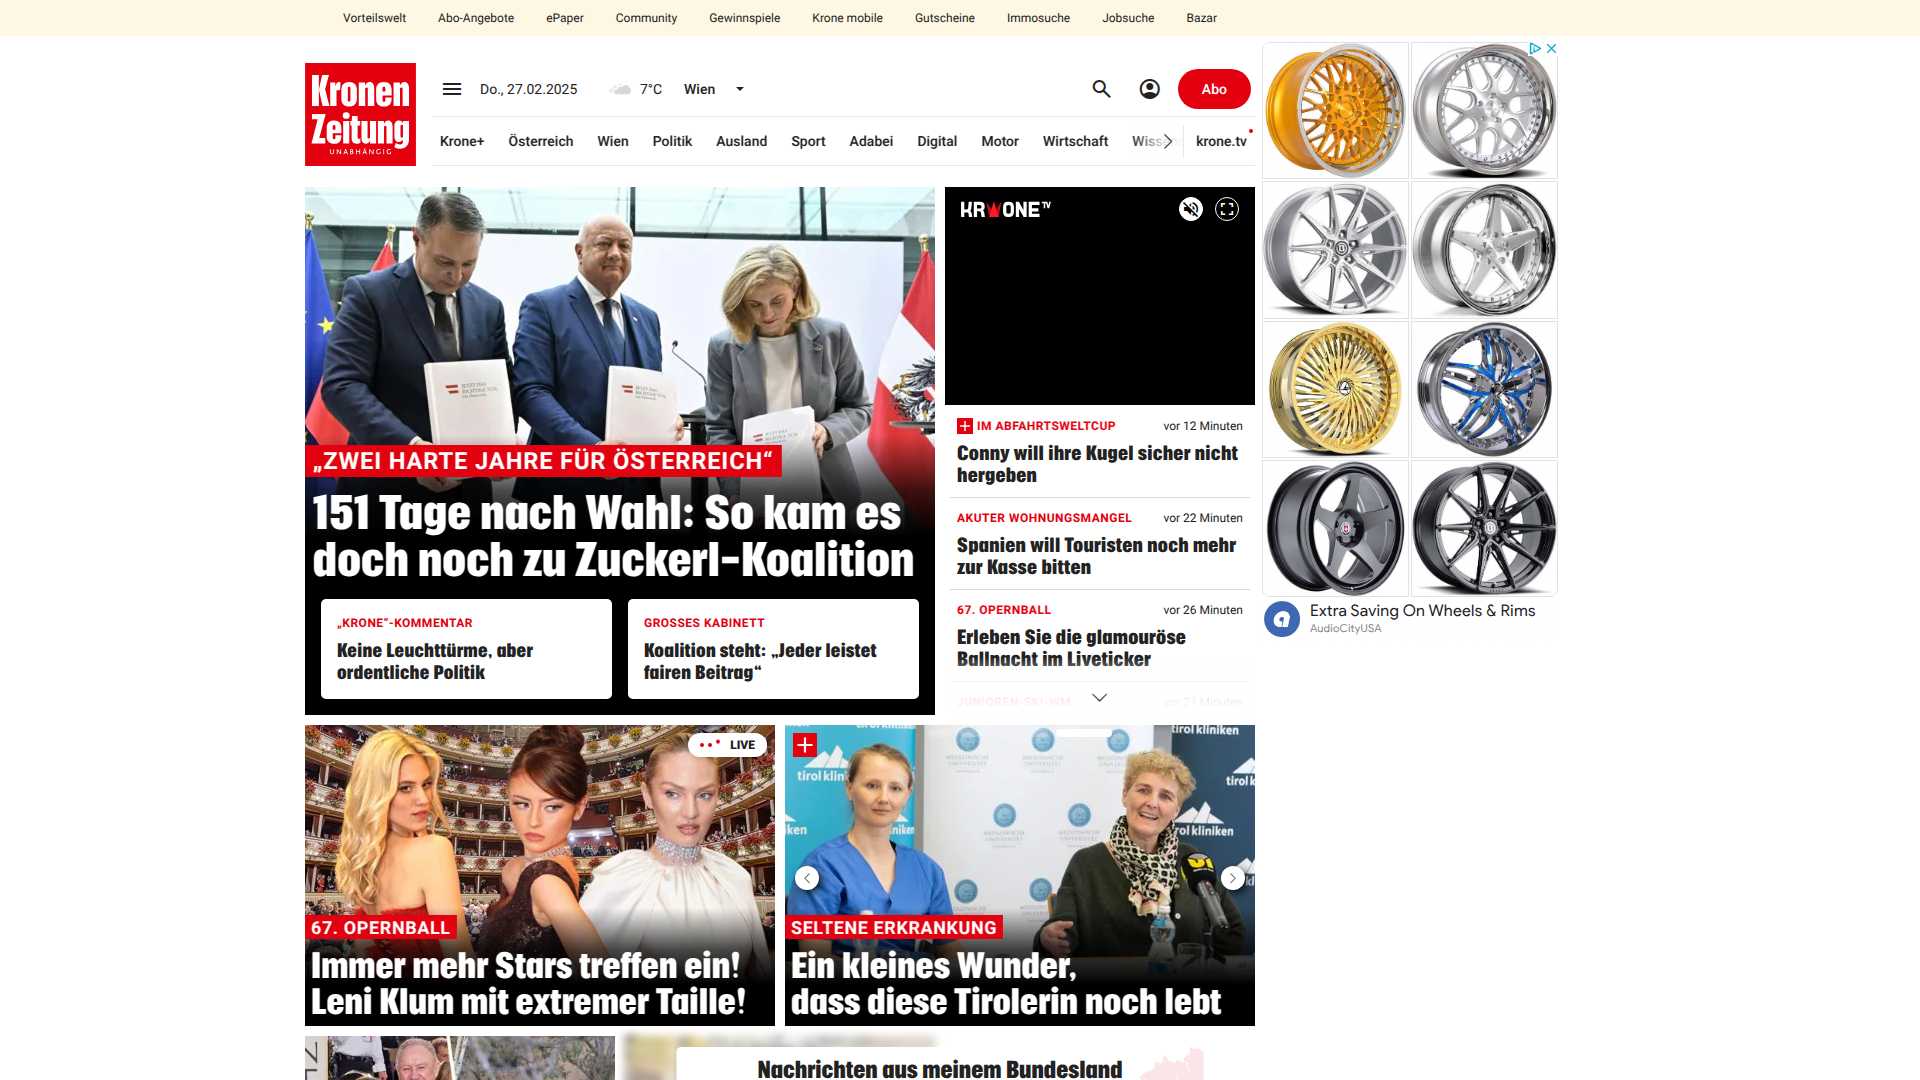 Vorteilswelt
Abo-Angebote
ePaper
Community
Gewinnspiele
Krone mobile
Gutscheine
Immosuche
Jobsuche
Bazar
Kronen
Zeitung
UNABHÄNGIG
Do., 27.02.2025
7°C
Wien
Abo
Krone+
Österreich
Wien
Politik
Ausland
Sport
Adabei
Digital
Motor
Wirtschaft
krone.tv
„ZWEI HARTE JAHRE FÜR ÖSTERREICH“
151 Tage nach Wahl: So kam es
doch noch zu Zuckerl-Koalition
„KRONE“-KOMMENTAR
Keine Leuchttürme, aber
ordentliche Politik
GROSSES KABINETT
Koalition steht: „Jeder leistet
fairen Beitrag“
KRONE TV
IM ABFAHRTSWELTCUP
vor 12 Minuten
Conny will ihre Kugel sicher nicht
hergeben
AKUTER WOHNUNGSMANGEL
vor 22 Minuten
Spanien will Touristen noch mehr
zur Kasse bitten
67. OPERNBALL
vor 26 Minuten
Erleben Sie die glamouröse
Ballnacht im Liveticker
JUNIOREN-SKI-WM
Extra Saving On Wheels & Rims
AudioCityUSA
LIVE
67. OPERNBALL
Immer mehr Stars treffen ein!
Leni Klum mit extremer Taille!
tirol kliniken
SELTENE ERKRANKUNG
Ein kleines Wunder,
dass diese Tirolerin noch lebt
Nachrichten aus meinem Bundesland